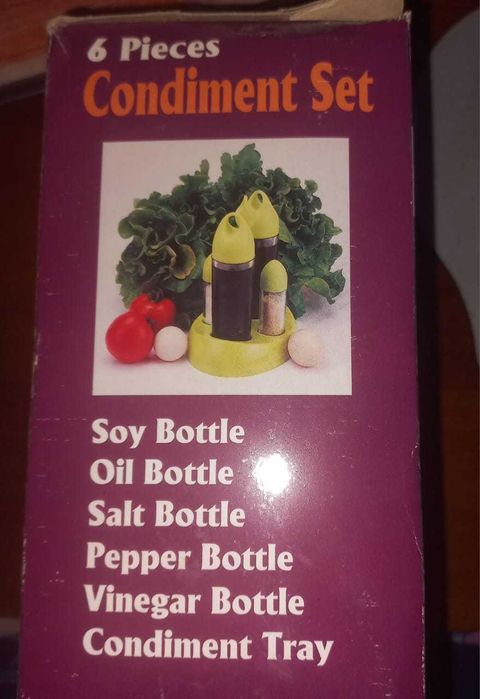 6 Pieces
Condiment Set
Soy Bottle
Oil Bottle
Salt Bottle
Pepper Bottle
Vinegar Bottle
Condiment Tray